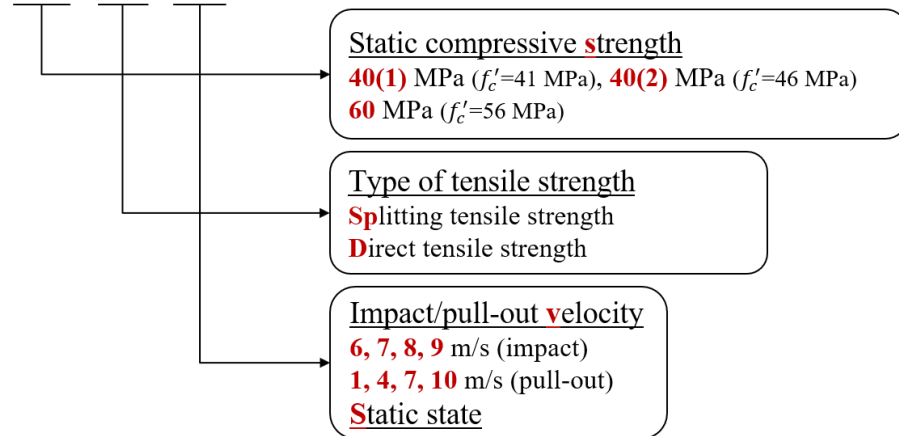 Static compressive strength
40(1) MPa (f′c=41 MPa), 40(2) MPa (f′c=46 MPa)
60 MPa (f′c=56 MPa)
Type of tensile strength
Splitting tensile strength
Direct tensile strength
Impact/pull-out velocity
6, 7, 8, 9 m/s (impact)
1, 4, 7, 10 m/s (pull-out)
Static state